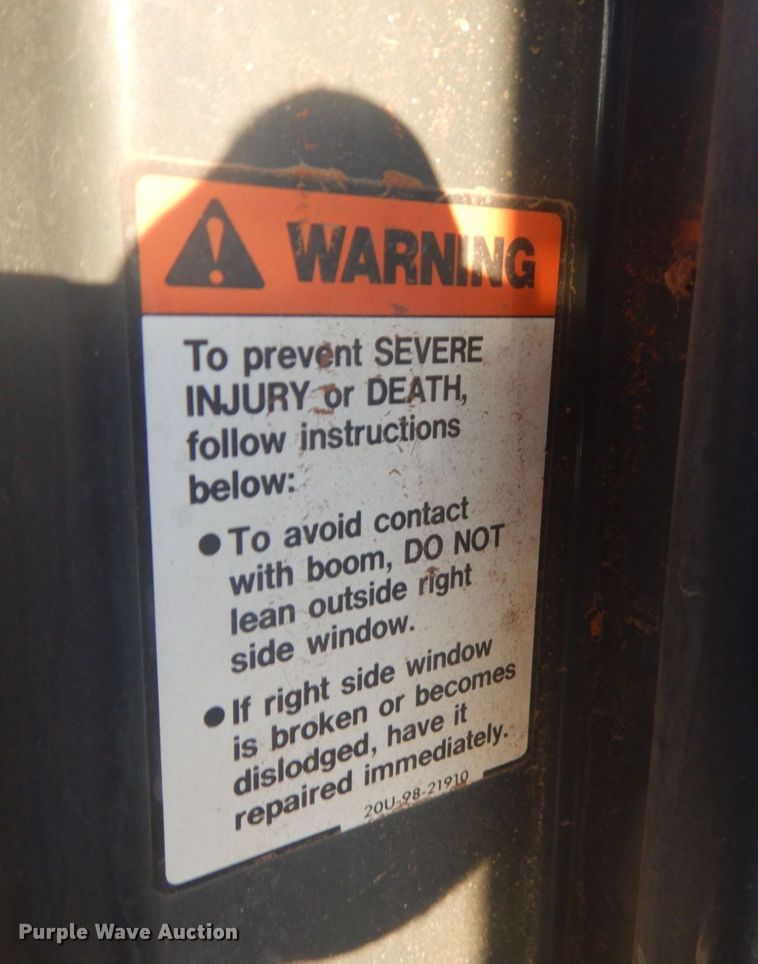 WARNING
To prevent SEVERE
INJURY or DEATH,
follow instructions
below:
● To avoid contact
with boom, DO NOT
lean outside right
side window.
● If right side window
is broken or becomes
dislodged, have it
repaired immediately.
20U-98-21910
Purple Wave Auction